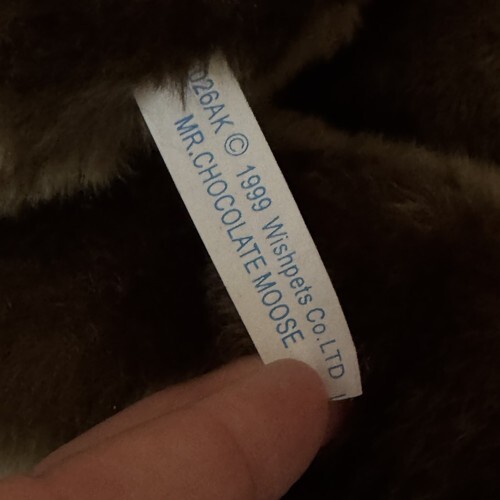 026AK © 1999 Wishpets Co.LTD
MR.CHOCOLATE MOOSE